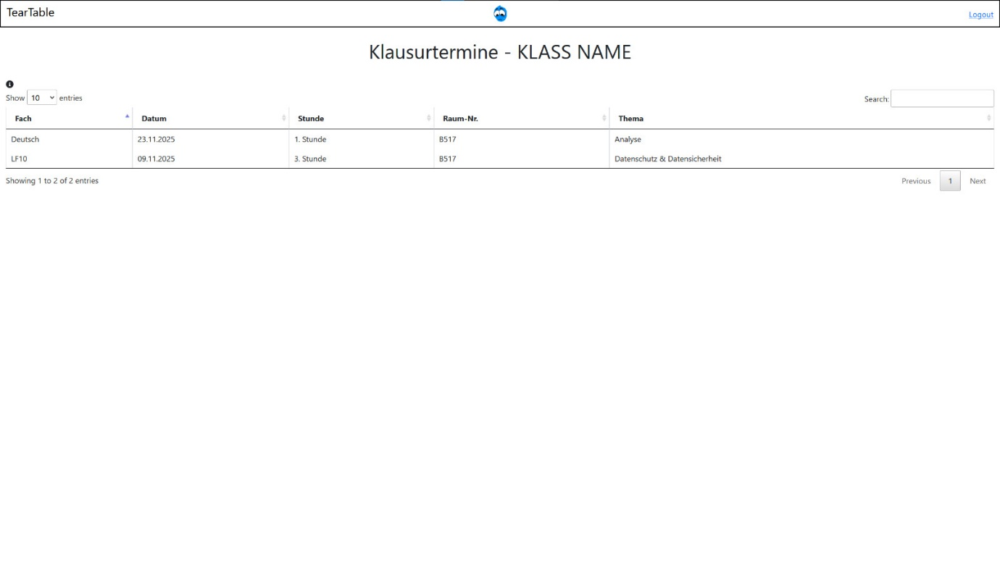 TearTable
Logout
Klausurtermine - KLASS NAME
Show 10 entries
Search:
Fach Datum Stunde Raum-Nr. Thema
Deutsch 23.11.2025 1. Stunde B517 Analyse
LF10 09.11.2025 3. Stunde B517 Datenschutz & Datensicherheit
Showing 1 to 2 of 2 entries
Previous 1 Next